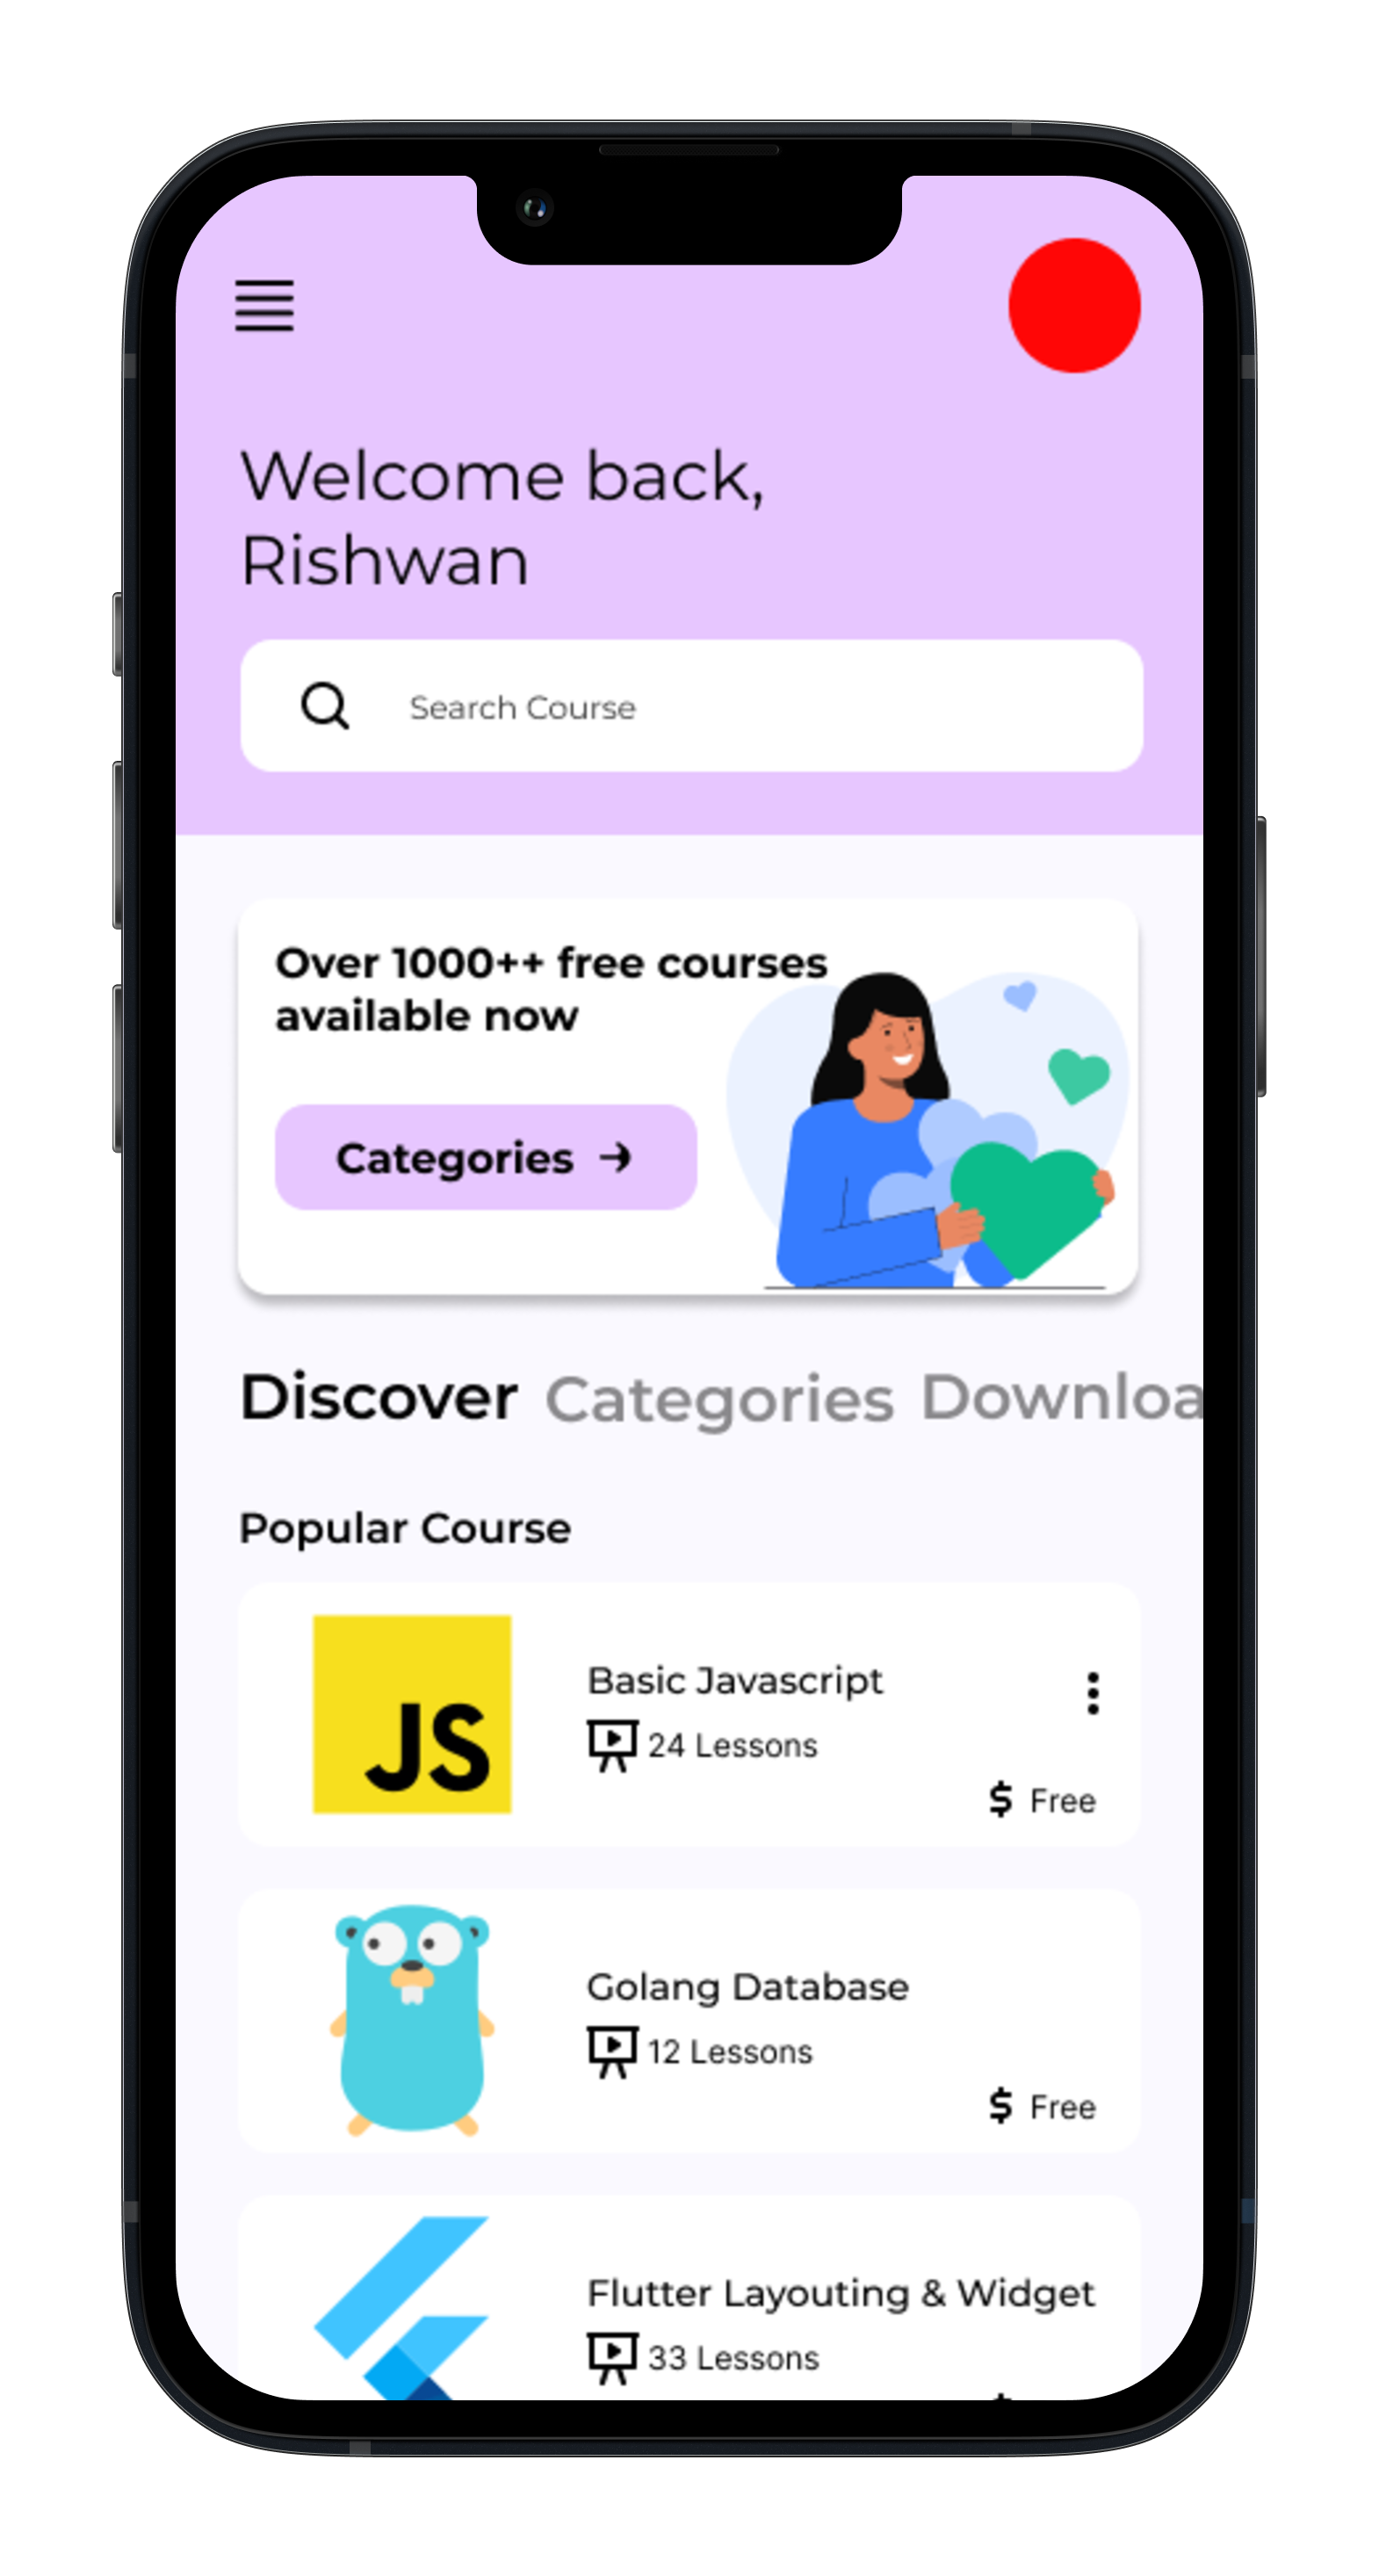 Welcome back,
Rishwan
Search Course
Over 1000++ free courses
available now
Categories
Discover Categories Downloa
Popular Course
JS
Basic Javascript
24 Lessons
$ Free
Golang Database
12 Lessons
$ Free
Flutter Layouting & Widget
33 Lessons